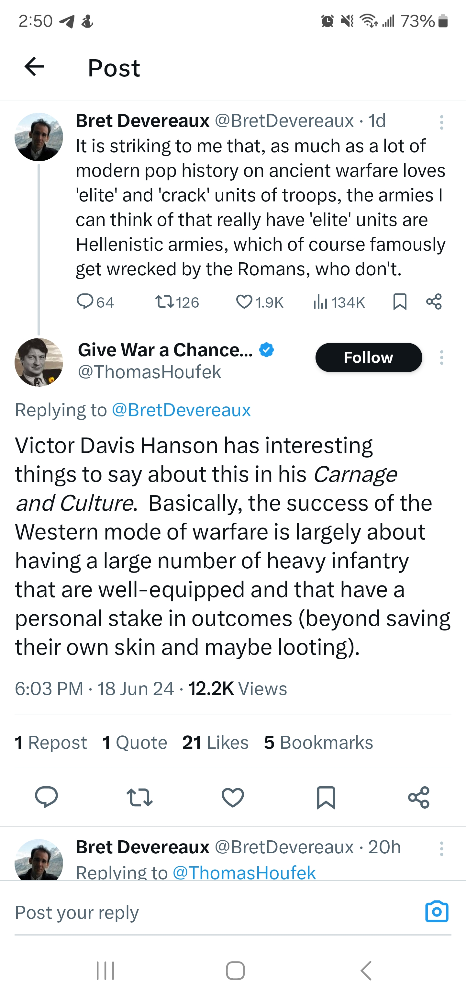 2:50
73%
Post
Bret Devereaux @BretDevereaux · 1d
It is striking to me that, as much as a lot of
modern pop history on ancient warfare loves
'elite' and 'crack' units of troops, the armies I
can think of that really have 'elite' units are
Hellenistic armies, which of course famously
get wrecked by the Romans, who don't.
64 126 1.9K 134K
Give War a Chance...
Follow
@ThomasHoufek
Replying to @BretDevereaux
Victor Davis Hanson has interesting
things to say about this in his Carnage
and Culture.  Basically, the success of the
Western mode of warfare is largely about
having a large number of heavy infantry
that are well-equipped and that have a
personal stake in outcomes (beyond saving
their own skin and maybe looting).
6:03 PM · 18 Jun 24 · 12.2K Views
1 Repost 1 Quote 21 Likes 5 Bookmarks
Bret Devereaux @BretDevereaux · 20h
Replying to @ThomasHoufek
Post your reply